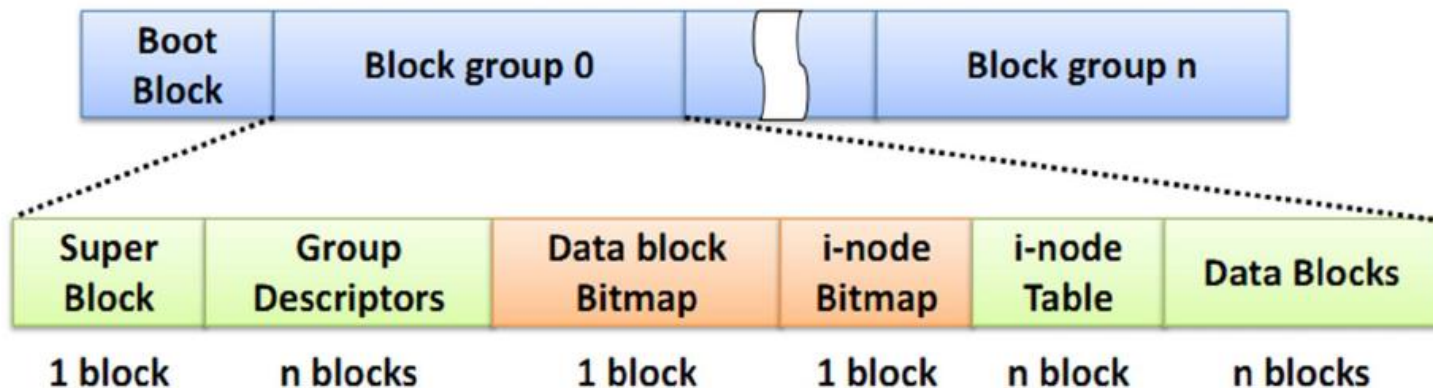 Boot
Block
Block group 0
Block group n
Super
Block
Group
Descriptors
Data block
Bitmap
i-node
Bitmap
i-node
Table
Data Blocks
1 block
n blocks
1 block
1 block
n block
n blocks